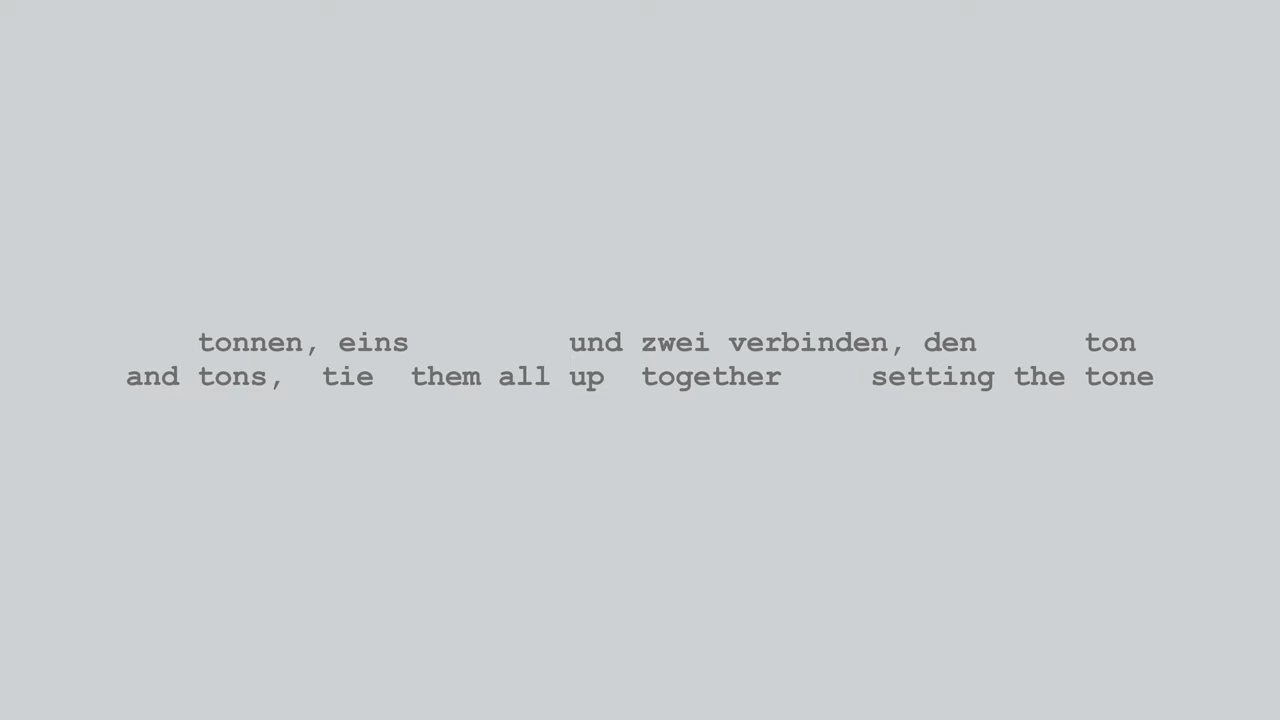 tonnen, eins         und zwei verbinden, den      ton
and tons,  tie  them all up  together     setting the tone